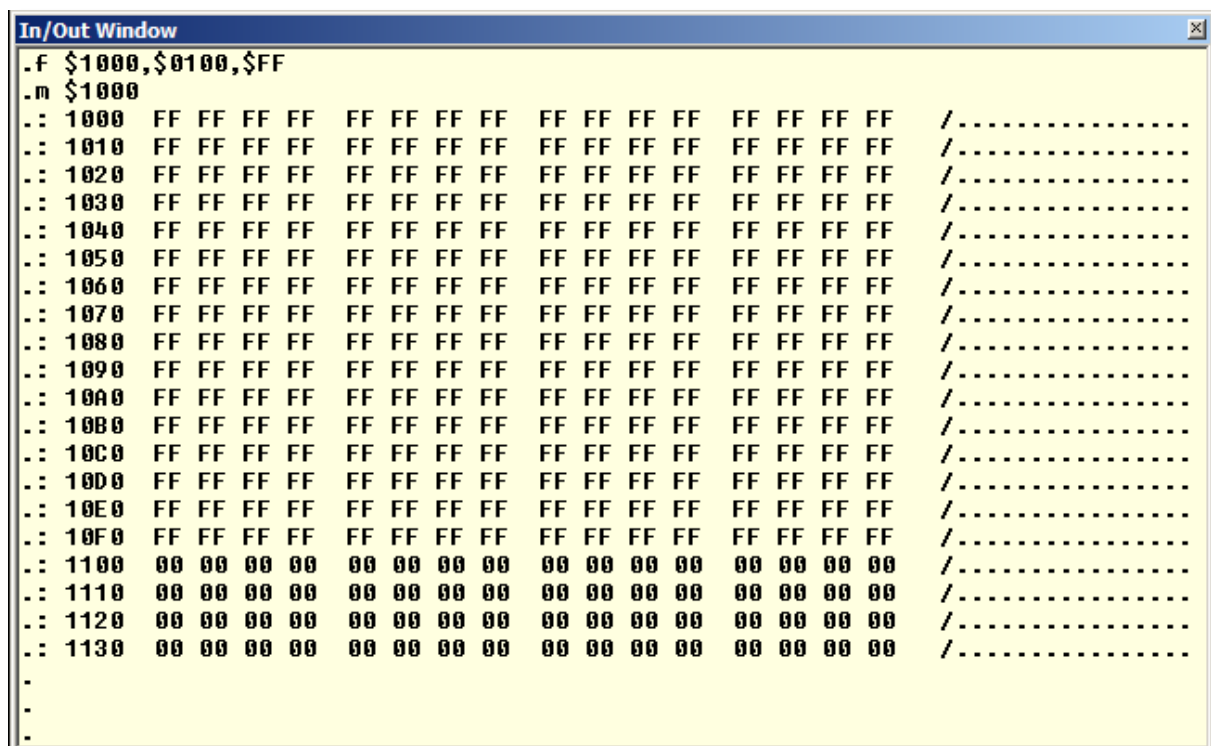 In/Out Window
.f $1000,$0100,$FF
.m $1000
.: 1000 FF FF FF FF FF FF FF FF FF FF FF FF FF FF FF FF /................
.: 1010 FF FF FF FF FF FF FF FF FF FF FF FF FF FF FF FF /................
.: 1020 FF FF FF FF FF FF FF FF FF FF FF FF FF FF FF FF /................
.: 1030 FF FF FF FF FF FF FF FF FF FF FF FF FF FF FF FF /................
.: 1040 FF FF FF FF FF FF FF FF FF FF FF FF FF FF FF FF /................
.: 1050 FF FF FF FF FF FF FF FF FF FF FF FF FF FF FF FF /................
.: 1060 FF FF FF FF FF FF FF FF FF FF FF FF FF FF FF FF /................
.: 1070 FF FF FF FF FF FF FF FF FF FF FF FF FF FF FF FF /................
.: 1080 FF FF FF FF FF FF FF FF FF FF FF FF FF FF FF FF /................
.: 1090 FF FF FF FF FF FF FF FF FF FF FF FF FF FF FF FF /................
.: 10A0 FF FF FF FF FF FF FF FF FF FF FF FF FF FF FF FF /................
.: 10B0 FF FF FF FF FF FF FF FF FF FF FF FF FF FF FF FF /................
.: 10C0 FF FF FF FF FF FF FF FF FF FF FF FF FF FF FF FF /................
.: 10D0 FF FF FF FF FF FF FF FF FF FF FF FF FF FF FF FF /................
.: 10E0 FF FF FF FF FF FF FF FF FF FF FF FF FF FF FF FF /................
.: 10F0 FF FF FF FF FF FF FF FF FF FF FF FF FF FF FF FF /................
.: 1100 00 00 00 00 00 00 00 00 00 00 00 00 00 00 00 00 /................
.: 1110 00 00 00 00 00 00 00 00 00 00 00 00 00 00 00 00 /................
.: 1120 00 00 00 00 00 00 00 00 00 00 00 00 00 00 00 00 /................
.: 1130 00 00 00 00 00 00 00 00 00 00 00 00 00 00 00 00 /................
.
.
.